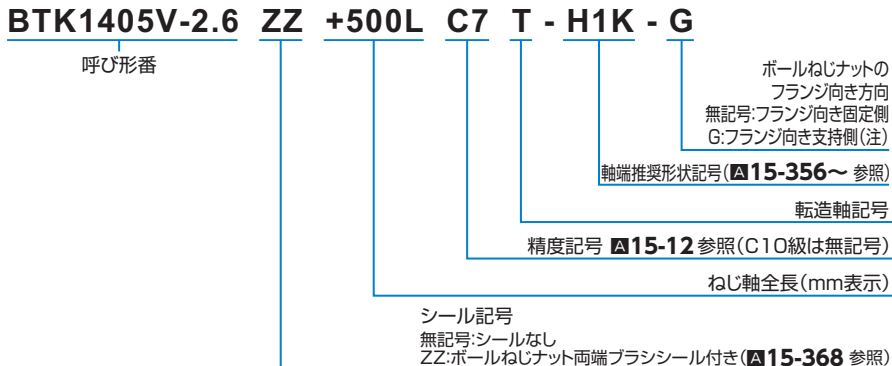 BTK1405V-2.6 ZZ +500L C7 T - H1K - G
呼び形番
ボールねじナットの
フランジ向き方向
無記号:フランジ向き固定側
G:フランジ向き支持側(注)
軸端推奨形状記号(A15-356～ 参照)
転造軸記号
精度記号 A15-12 参照(C10級は無記号)
ねじ軸全長(mm表示)
シール記号
無記号:シールなし
ZZ:ボールねじナット両端ブラシシール付き(A15-368 参照)